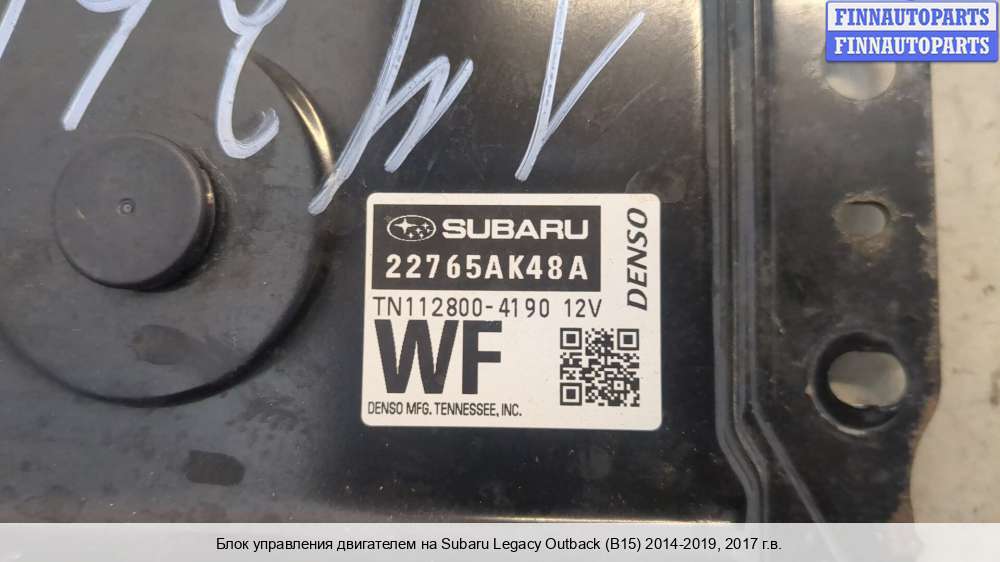 FINNAUTOPARTS
FINNAUTOPARTS
SUBARU
22765AK48A
DENSO
TN112800-4190 12V
WF
DENSO MFG. TENNESSEE, INC.
Блок управления двигателем на Subaru Legacy Outback (B15) 2014-2019, 2017 г.в.